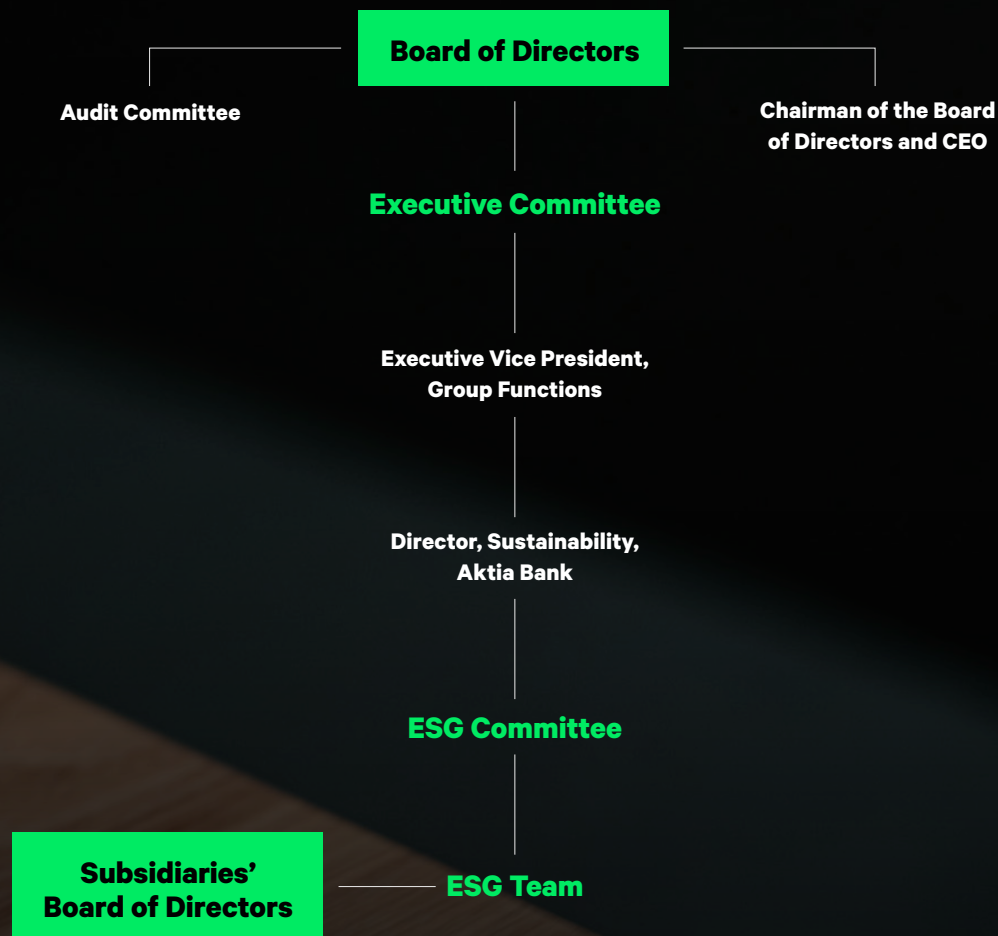 Board of Directors
Audit Committee
Chairman of the Board
of Directors and CEO
Executive Committee
Executive Vice President,
Group Functions
Director, Sustainability,
Aktia Bank
ESG Committee
Subsidiaries’
Board of Directors
ESG Team